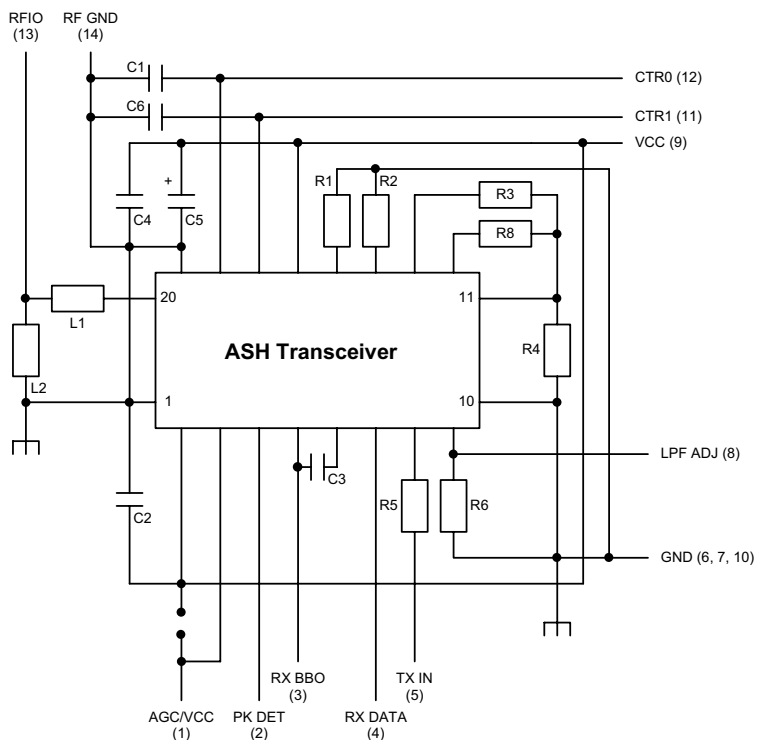 RFIO
(13)
RF GND
(14)
C1
CTR0 (12)
C6
CTR1 (11)
VCC (9)
R1
R2
R3
+
C4
C5
R8
20
11
L1
ASH Transceiver
R4
L2
1
10
LPF ADJ (8)
C3
C2
R5
R6
GND (6, 7, 10)
RX BBO
(3)
TX IN
(5)
AGC/VCC
(1)
PK DET
(2)
RX DATA
(4)